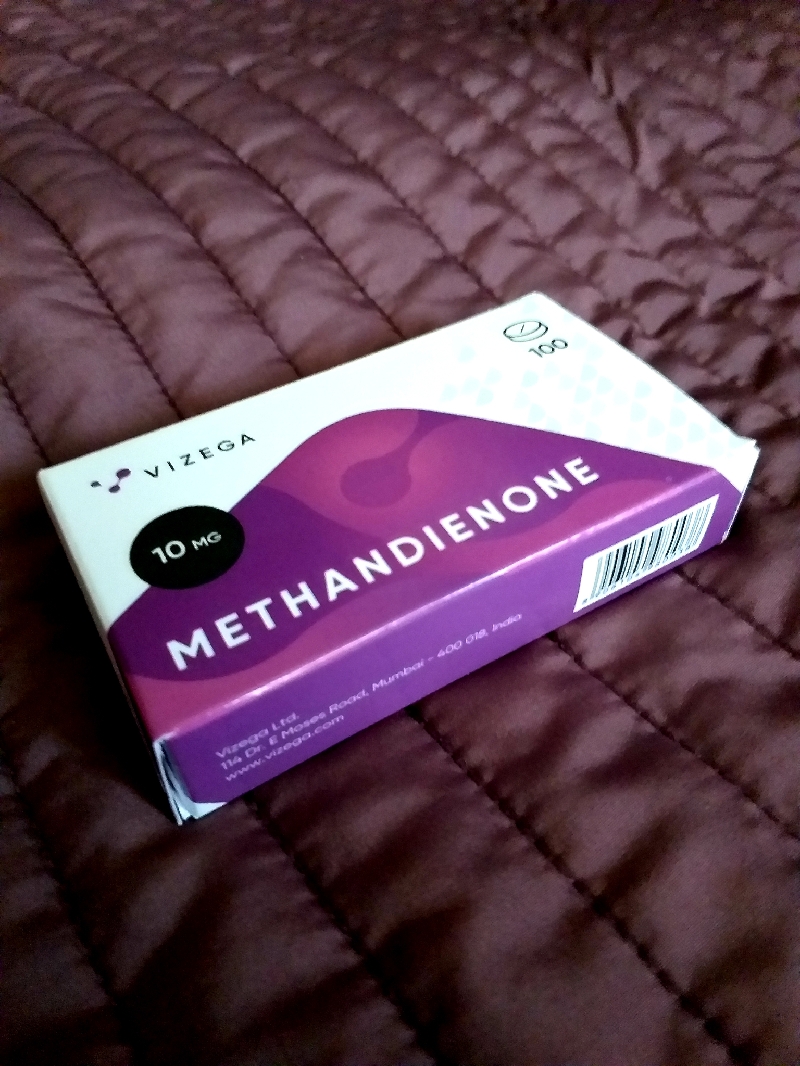 100
VIZEGA
10 MG
METHANDIENONE
Vizega Ltd.
114 Dr. E Moses Road, Mumbai - 400 018, India
www.vizega.com